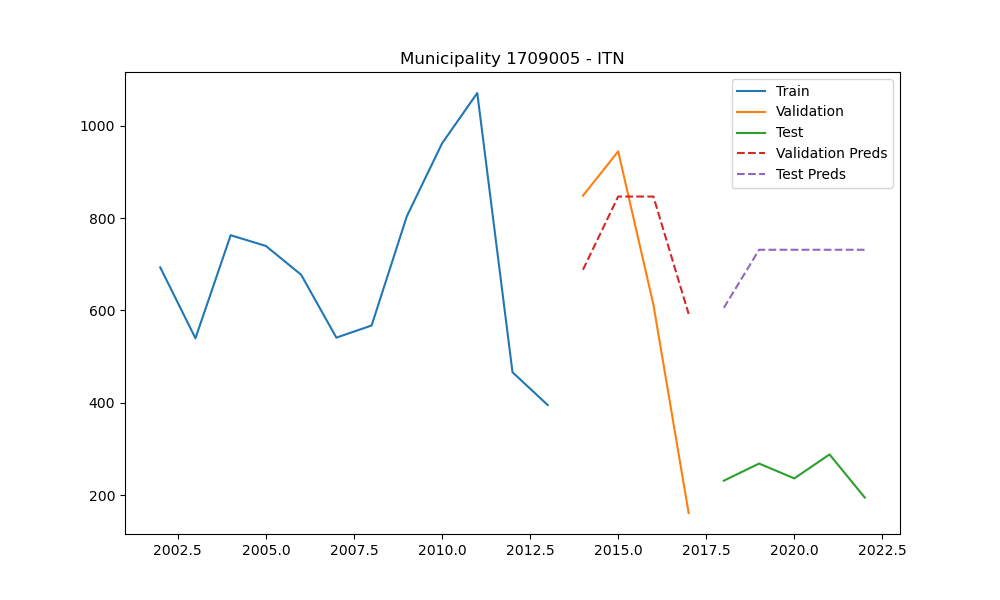 Municipality 1709005 - ITN
Train
Validation
Test
Validation Preds
Test Preds
1000
800
600
400
200
2002.5 2005.0 2007.5 2010.0 2012.5 2015.0 2017.5 2020.0 2022.5